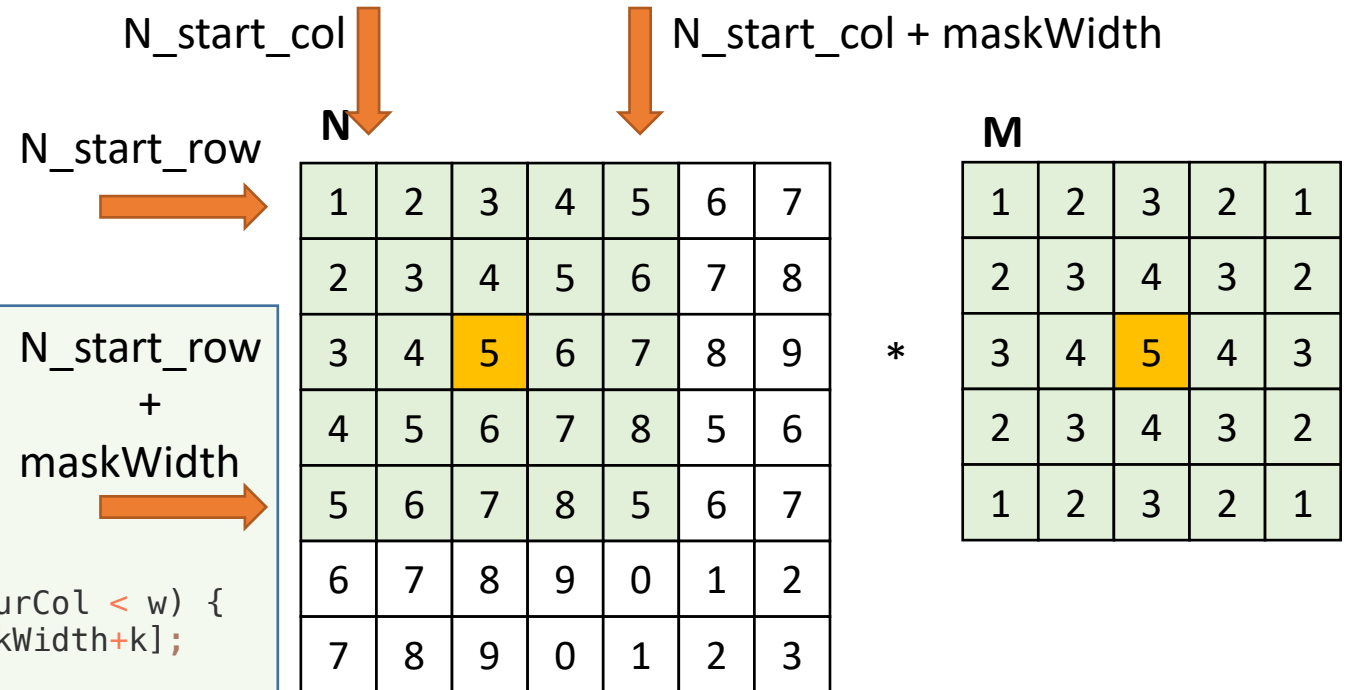 N_start_col
N_start_col + maskWidth
N
M
N_start_row
1 2 3 4 5 6 7
1 2 3 2 1
2 3 4 5 6 7 8
2 3 4 3 2
N_start_row
+
maskWidth
3 4 5 6 7 8 9
*
3 4 5 4 3
4 5 6 7 8 5 6
2 3 4 3 2
5 6 7 8 5 6 7
1 2 3 2 1
6 7 8 9 0 1 2
7 8 9 0 1 2 3
urCol < w) {
kWidth+k];